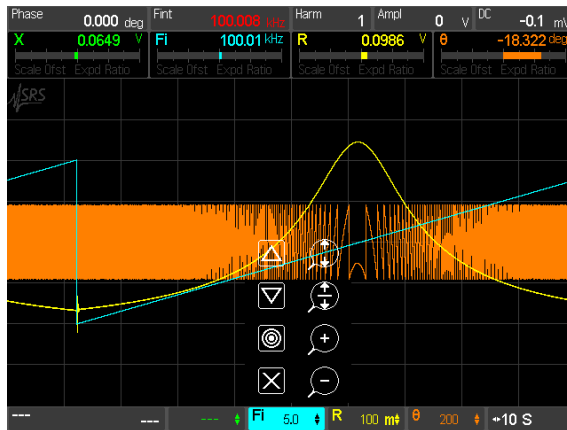 Phase 0.000 deg Fint 100.008 kHz Harm 1 Ampl 0 V DC -0.1 mV
X 0.0649 V Fi 100.01 kHz R 0.0986 V θ -18.322 deg
Scale Ofst Expd Ratio Scale Ofst Expd Ratio Scale Ofst Expd Ratio Scale Ofst Expd Ratio
SRS
--- --- --- Fi 5.0 R 100 m θ 200 10 S